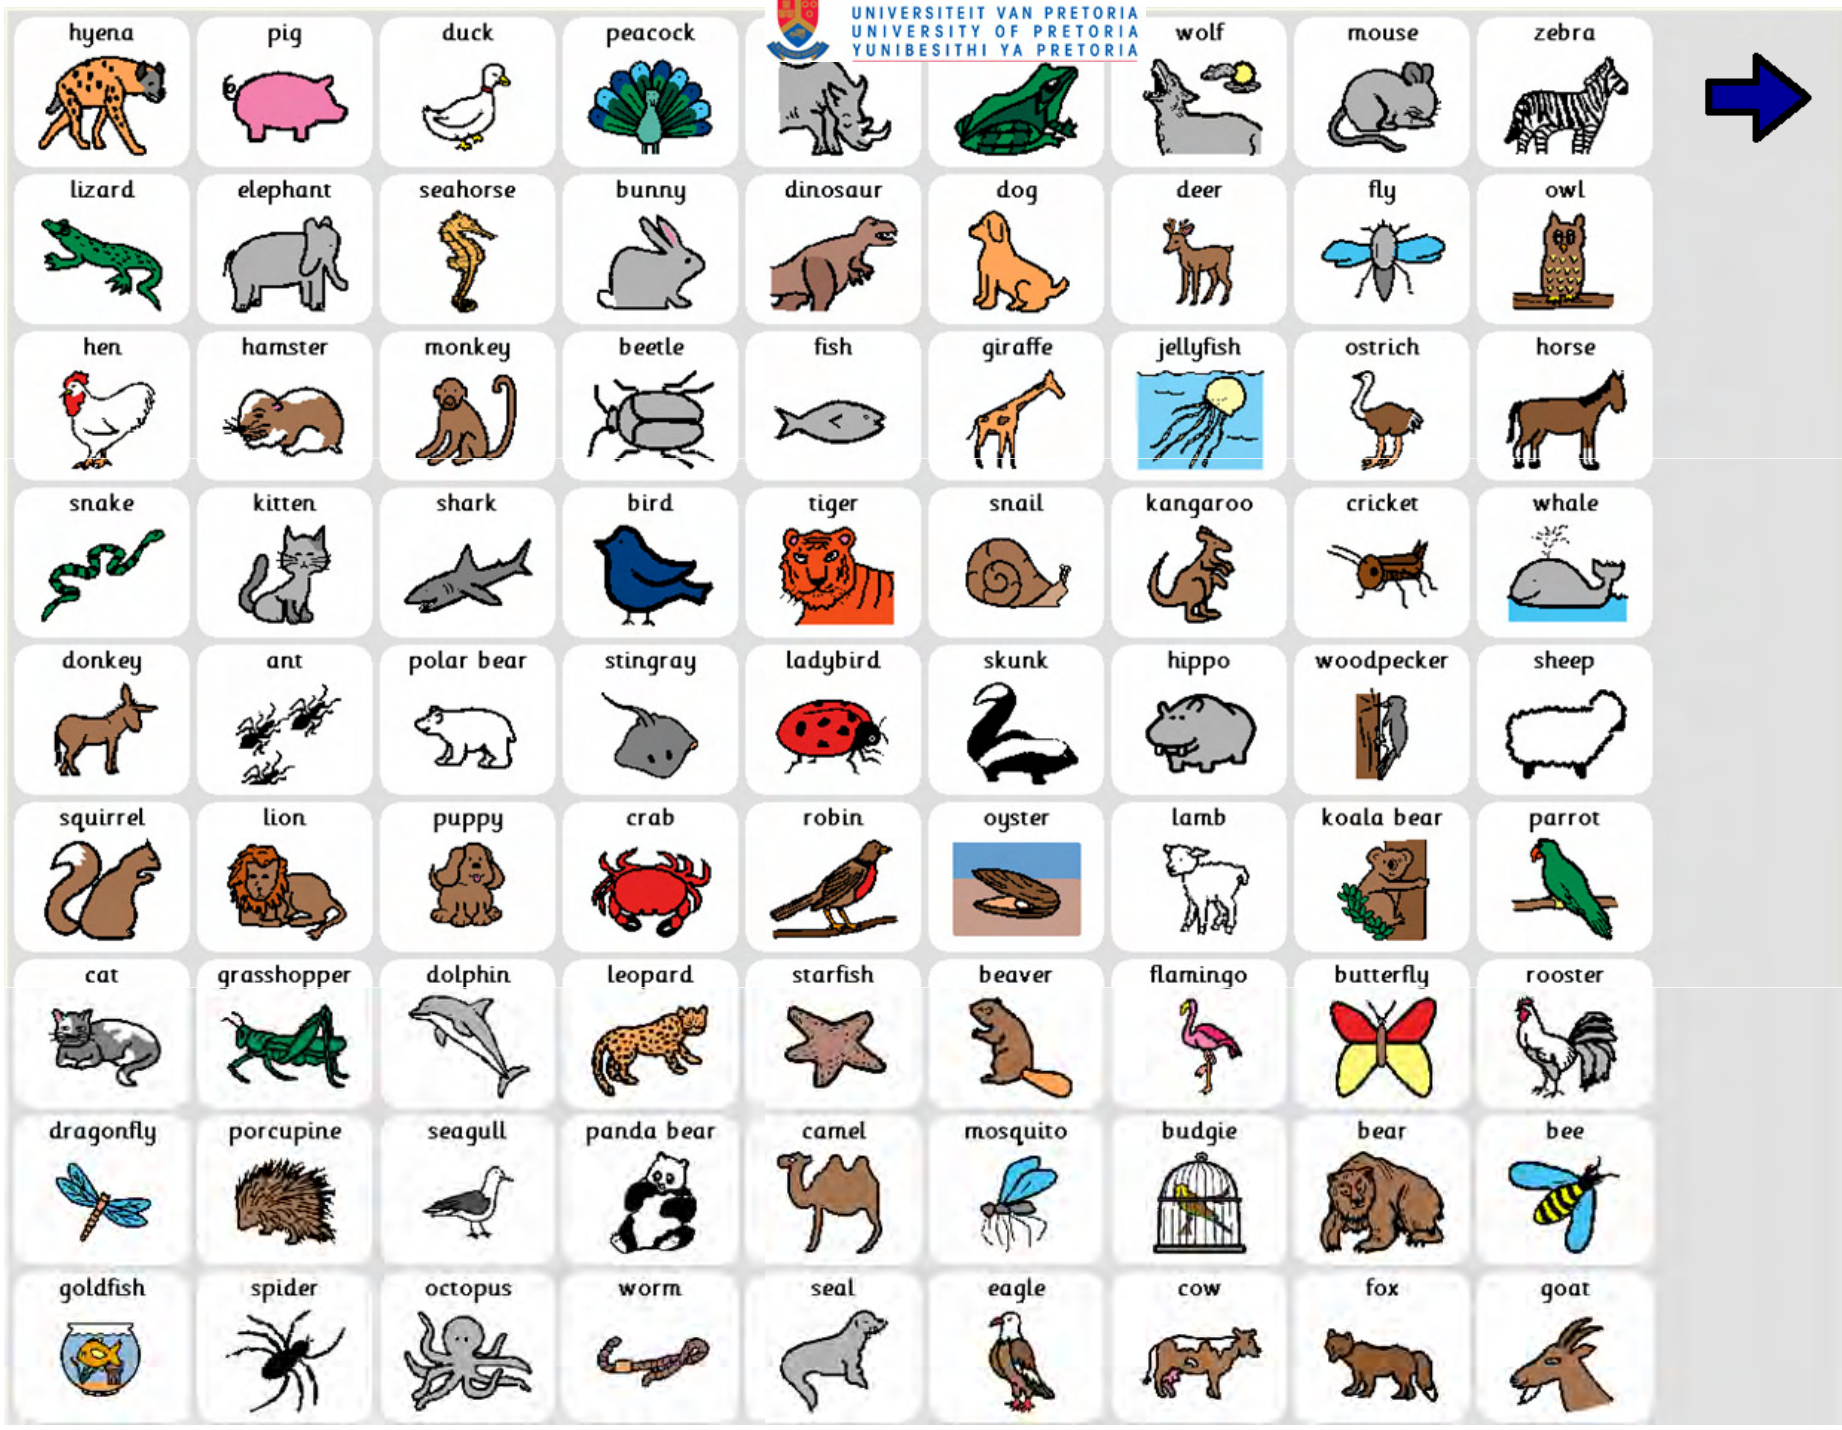 UNIVERSITEIT VAN PRETORIA
UNIVERSITY OF PRETORIA
YUNIBESITHI YA PRETORIA
hyena pig duck peacock wolf mouse zebra
lizard elephant seahorse bunny dinosaur dog deer fly owl
hen hamster monkey beetle fish giraffe jellyfish ostrich horse
snake kitten shark bird tiger snail kangaroo cricket whale
donkey ant polar bear stingray ladybird skunk hippo woodpecker sheep
squirrel lion puppy crab robin oyster lamb koala bear parrot
cat grasshopper dolphin leopard starfish beaver flamingo butterfly rooster
dragonfly porcupine seagull panda bear camel mosquito budgie bear bee
goldfish spider octopus worm seal eagle cow fox goat